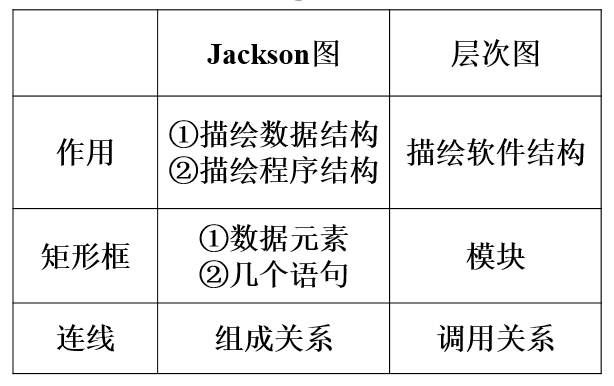 Jackson图
层次图
作用
①描绘数据结构
②描绘程序结构
描绘软件结构
矩形框
①数据元素
②几个语句
模块
连线
组成关系
调用关系